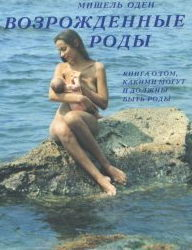 МИШЕЛЬ ОДЕН
ВОЗРОЖДЕННЫЕ
РОДЫ
КНИГА О ТОМ,
КАКИМИ МОГУТ
И ДОЛЖНЫ
БЫТЬ РОДЫ